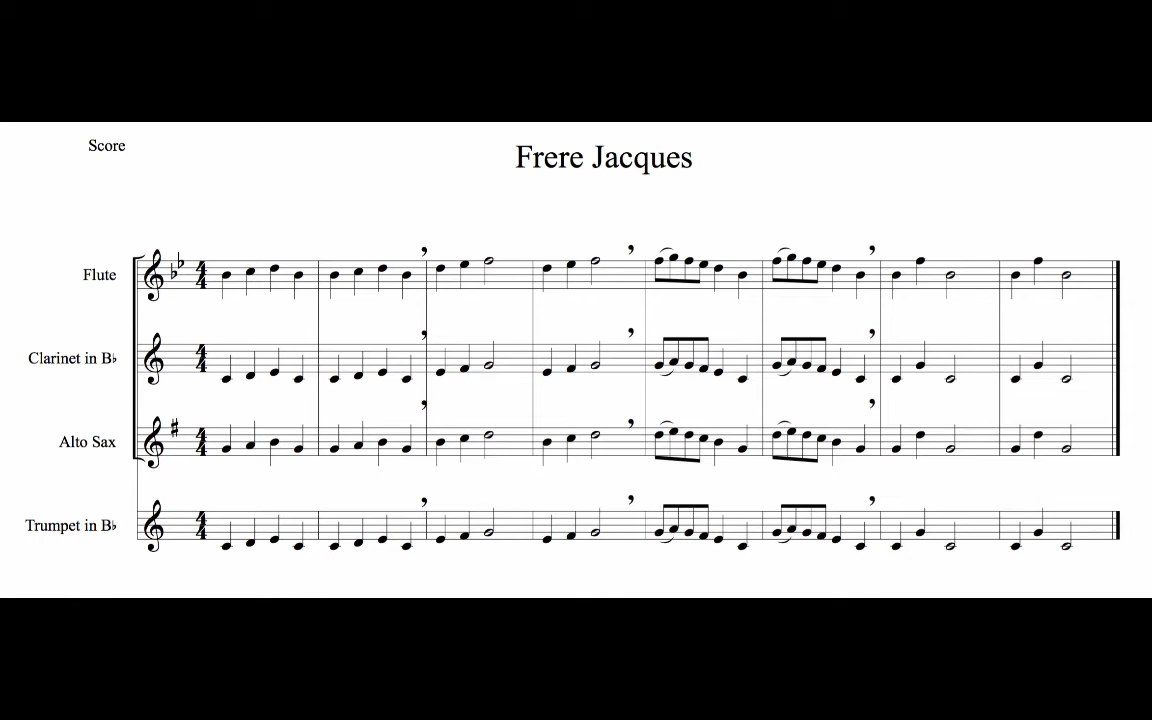 Score
Frere Jacques
Flute
Clarinet in B♭
Alto Sax
Trumpet in B♭